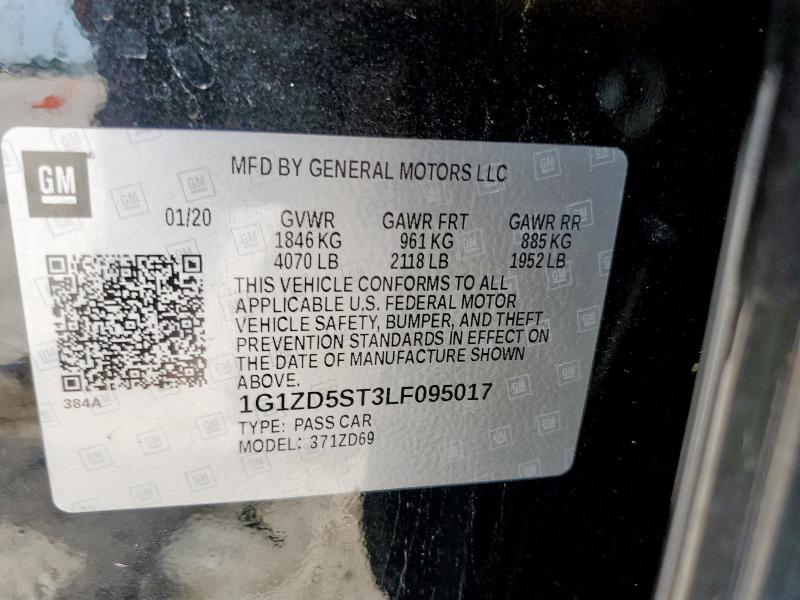 GM
MFD BY GENERAL MOTORS LLC
01/20 GVWR GAWR FRT GAWR RR
1846 KG 961 KG 885 KG
4070 LB 2118 LB 1952 LB
THIS VEHICLE CONFORMS TO ALL
APPLICABLE U.S. FEDERAL MOTOR
VEHICLE SAFETY, BUMPER, AND THEFT
PREVENTION STANDARDS IN EFFECT ON
THE DATE OF MANUFACTURE SHOWN
ABOVE.
384A
1G1ZD5ST3LF095017
TYPE: PASS CAR
MODEL: 371ZD69